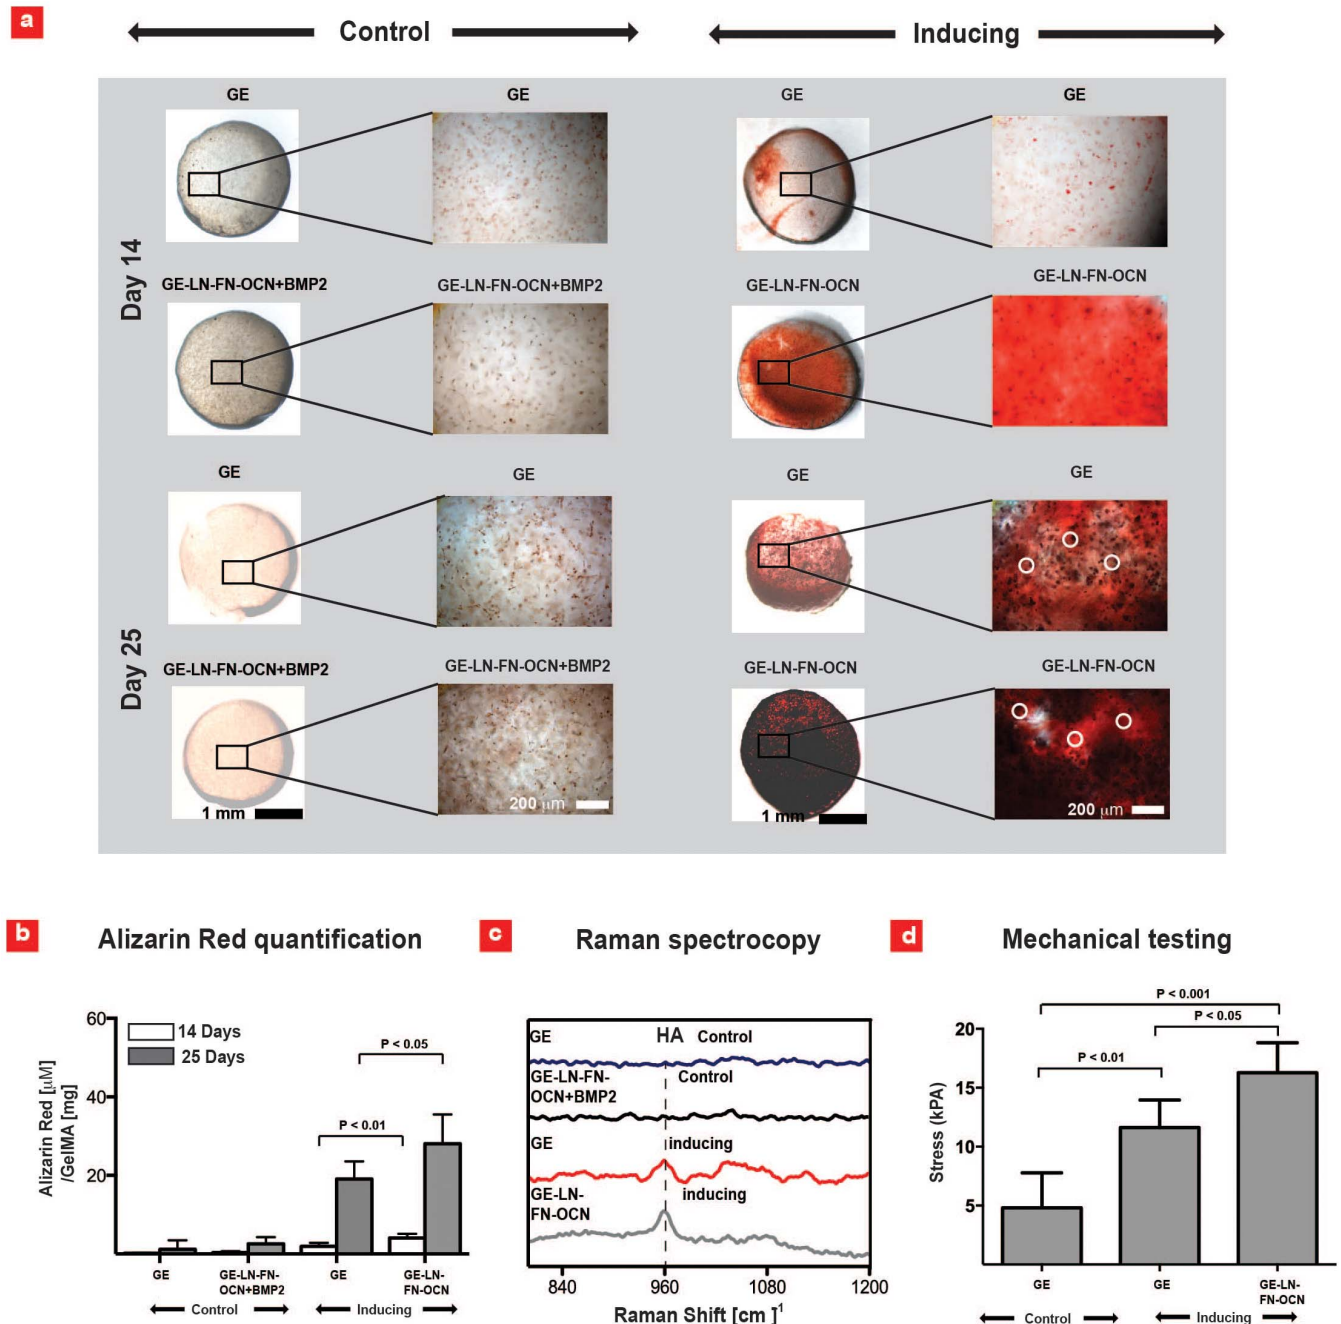 a
Control
Inducing
GE
GE
GE
GE
Day 14
GE-LN-FN-OCN+BMP2
GE-LN-FN-OCN+BMP2
GE-LN-FN-OCN
GE-LN-FN-OCN
GE
GE
GE
GE
Day 25
GE-LN-FN-OCN+BMP2
GE-LN-FN-OCN+BMP2
GE-LN-FN-OCN
GE-LN-FN-OCN
1 mm
200 μm
1 mm
200 μm
b
Alizarin Red quantification
Alizarin Red [μM]
/GelMA [mg]
60
40
20
14 Days
25 Days
P < 0.05
P < 0.01
GE
GE-LN-FN-
OCN+BMP2
GE
GE-LN-
FN-OCN
Control
Inducing
c
Raman spectrocopy
GE
HA
Control
GE-LN-FN-
OCN+BMP2
Control
GE
inducing
GE-LN-
FN-OCN
inducing
840
960
1080
1200
Raman Shift [cm ]1
d
Mechanical testing
Stress (kPA)
20
15
10
5
P < 0.001
P < 0.05
P < 0.01
GE
GE
GE-LN-
FN-OCN
Control
Inducing